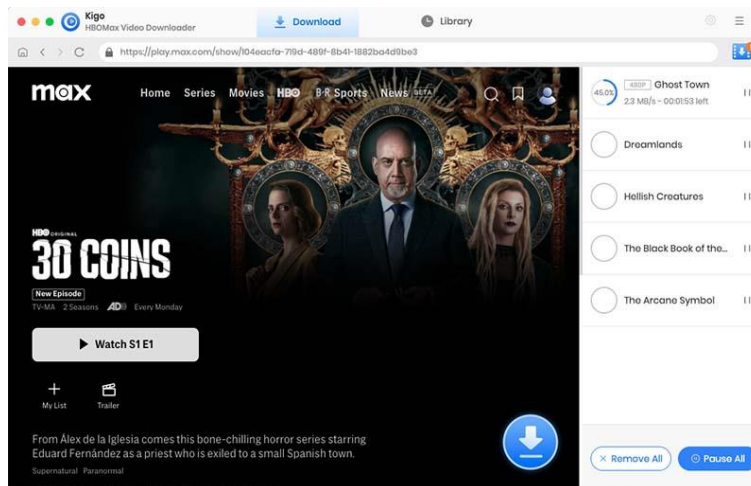 Kigo
HBOMax Video Downloader
Download
Library
https://play.max.com/show/104eacfa-719d-489f-8b41-1882ba4d9be3
max
Home Series Movies HBO B·R Sports News BETA
HBO ORIGINAL
30 COINS
New Episode
TV-MA 2 Seasons AD Every Monday
Watch S1 E1
My List
Trailer
From Álex de la Iglesia comes this bone-chilling horror series starring
Eduard Fernández as a priest who is exiled to a small Spanish town.
Supernatural Paranormal
45.0%
480P Ghost Town
2.3 MB/s - 00:01:53 left
Dreamlands
Hellish Creatures
The Black Book of the...
The Arcane Symbol
Remove All
Pause All